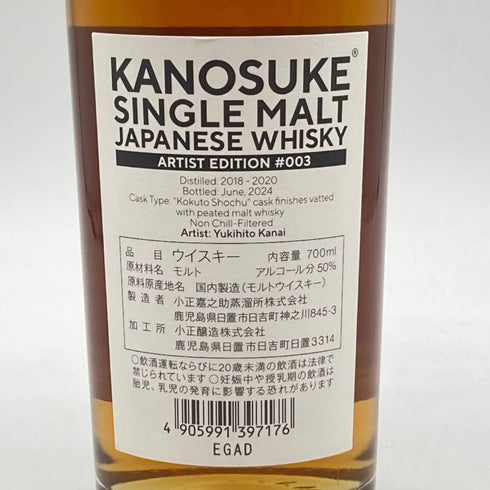 KANOSUKE®
SINGLE MALT
JAPANESE WHISKY
ARTIST EDITION #003
Distilled: 2018 - 2020
Bottled: June, 2024
Cask Type: "Kokuto Shochu" cask finishes vatted
with peated malt whisky
Non Chill-Filtered
Artist: Yukihito Kanai
品目 ウイスキー 内容量 700ml
原材料名 モルト アルコール分 50%
原料原産地名 国内製造(モルトウイスキー)
製造者 小正嘉之助蒸溜所株式会社
鹿児島県日置市日吉町神之川845-3
加工所 小正醸造株式会社
鹿児島県日置市日吉町日置3314
○飲酒運転ならびに20歳未満の飲酒は法律で
禁じられています ○妊娠中や授乳期の飲酒は
胎児、乳児の発育に影響する恐れがあります
4 905991 397176
EGAD